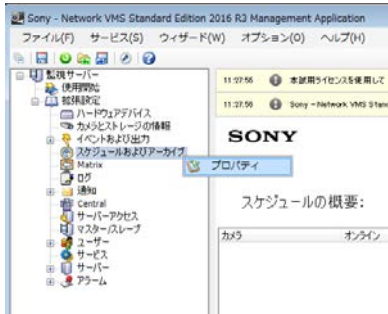 Sony - Network VMS Standard Edition 2016 R3 Management Application
ファイル(F) サービス(S) ウィザード(W) オプション(O) ヘルプ(H)
監視サーバー
使用開始
拡張設定
ハードウェアデバイス
カメラとストレージの情報
イベントおよび出力
スケジュールおよびアーカイブ
Matrix
ログ
通知
Central
サーバーアクセス
マスター/スレーブ
ユーザー
サービス
サーバー
アラーム
プロパティ
11:27:56 本試用ライセンスを使用して
11:27:56 Sony - Network VMS Stan
SONY
スケジュールの概要:
カメラ オンライン